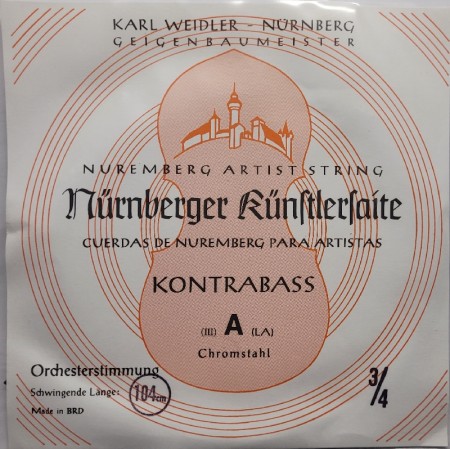 KARL WEIDLER - NÜRNBERG
GEIGENBAUMEISTER
NUREMBERG ARTIST STRING
Nürnberger Künſtlerſaite
CUERDAS DE NUREMBERG PARA ARTISTAS
KONTRABASS
(III) A (LA)
Chromstahl
Orchesterstimmung
Schwingende Länge: 104 cm
3/4
Made in BRD